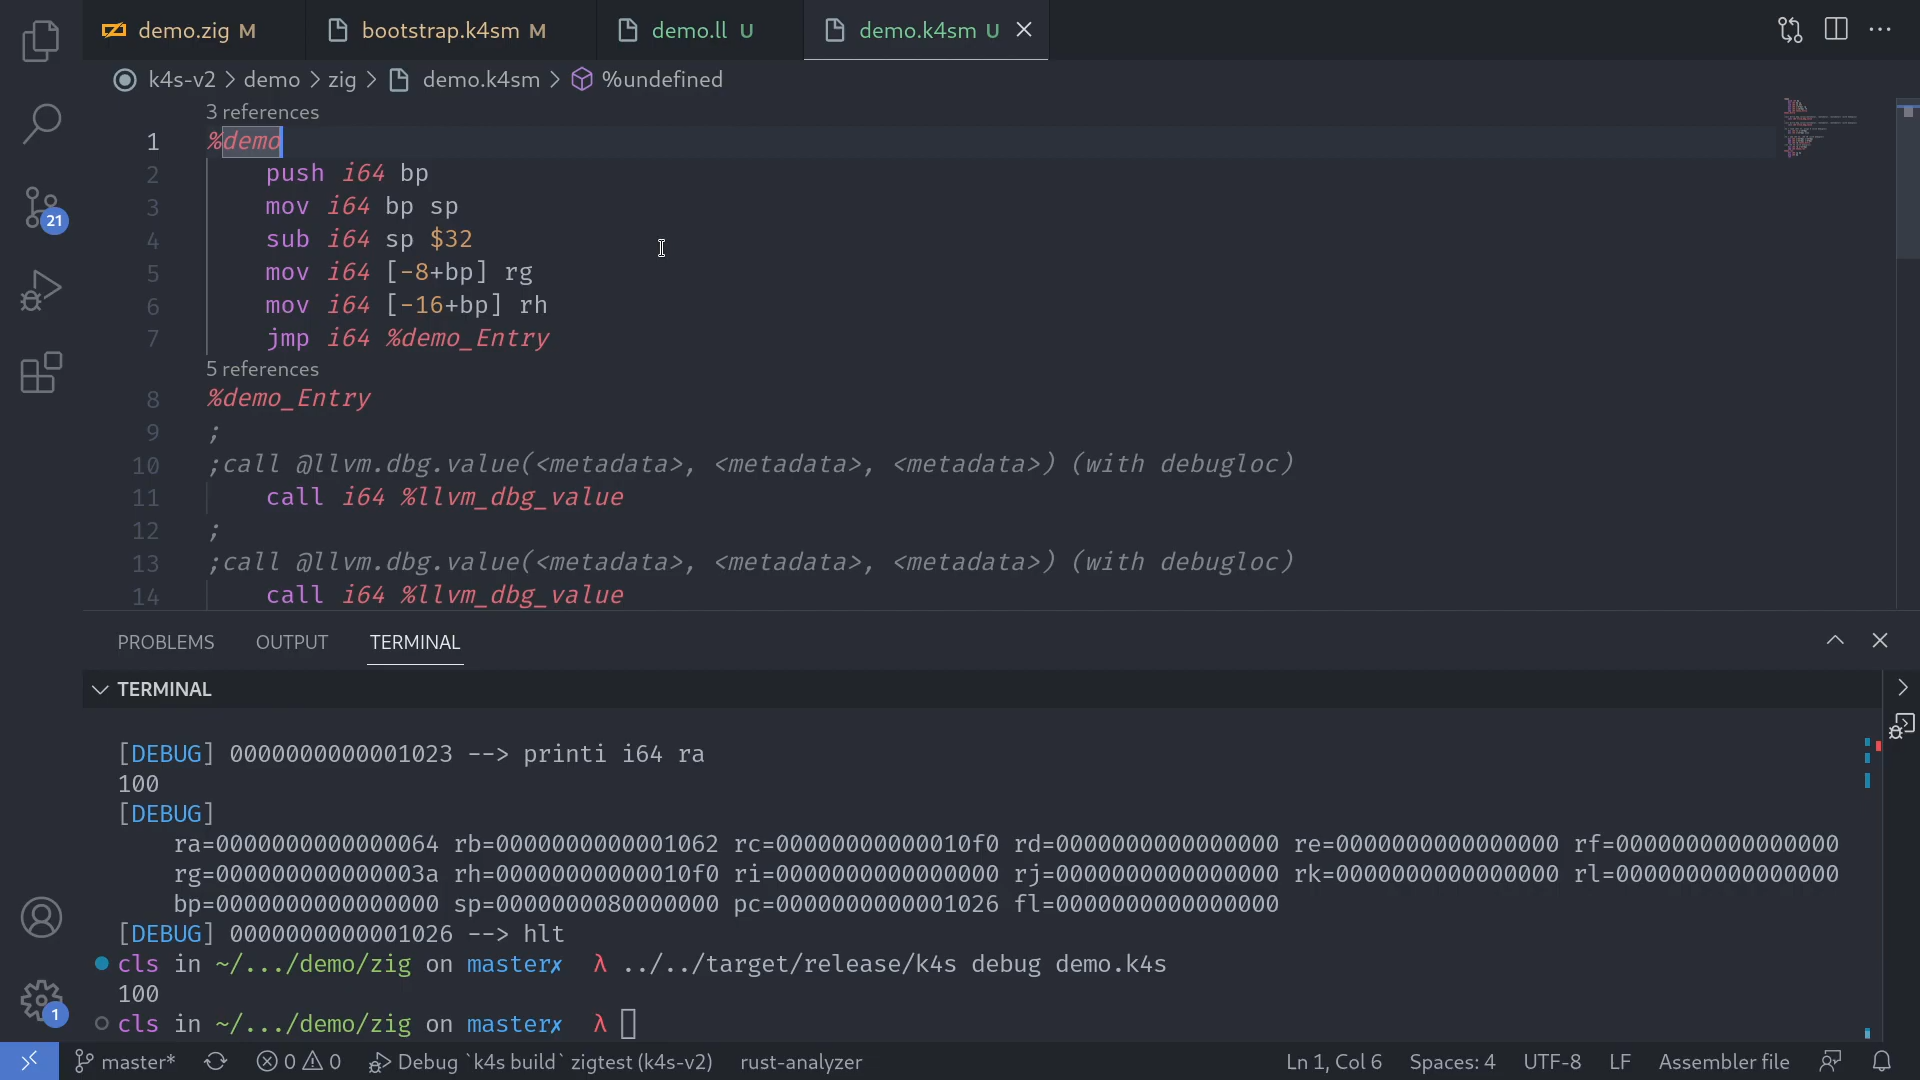 demo.zig M
bootstrap.k4sm M
demo.ll U
demo.k4sm U
k4s-v2 > demo > zig > demo.k4sm > %undefined
3 references
1 %demo
2 push i64 bp
3 mov i64 bp sp
4 sub i64 sp $32
5 mov i64 [-8+bp] rg
6 mov i64 [-16+bp] rh
7 jmp i64 %demo_Entry
5 references
8 %demo_Entry
9 ;
10 ;call @llvm.dbg.value(<metadata>, <metadata>, <metadata>) (with debugloc)
11 call i64 %llvm_dbg_value
12 ;
13 ;call @llvm.dbg.value(<metadata>, <metadata>, <metadata>) (with debugloc)
14 call i64 %llvm_dbg_value
21
PROBLEMS OUTPUT TERMINAL
TERMINAL
[DEBUG] 0000000000001023 --> printi i64 ra
100
[DEBUG]
ra=0000000000000064 rb=0000000000001062 rc=00000000000010f0 rd=0000000000000000 re=0000000000000000 rf=0000000000000000
rg=000000000000003a rh=00000000000010f0 ri=0000000000000000 rj=0000000000000000 rk=0000000000000000 rl=0000000000000000
bp=0000000000000000 sp=0000000080000000 pc=0000000000001026 fl=0000000000000000
[DEBUG] 0000000000001026 --> hlt
cls in ~/.../demo/zig on master✗ λ ../../target/release/k4s debug demo.k4s
100
cls in ~/.../demo/zig on master✗ λ
1
master* 0 0 Debug `k4s build` zigtest (k4s-v2) rust-analyzer Ln 1, Col 6 Spaces: 4 UTF-8 LF Assembler file